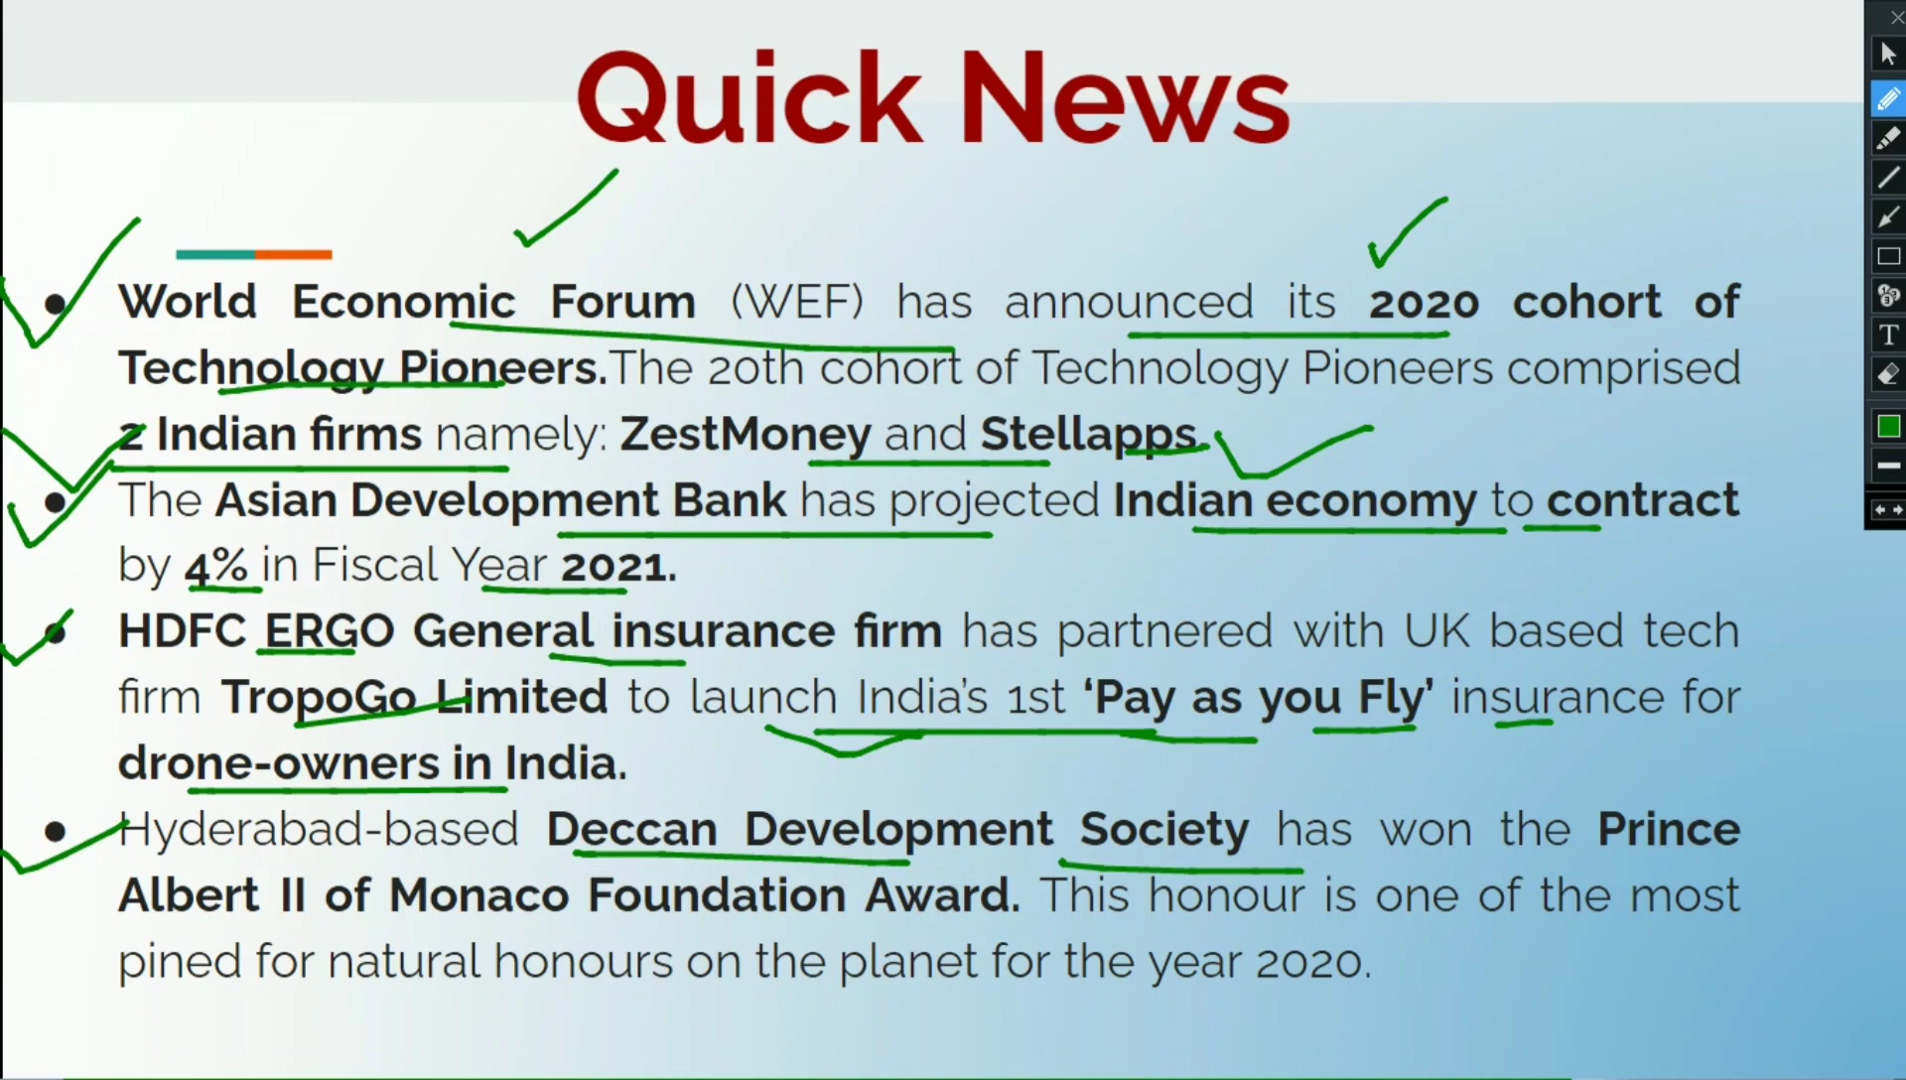 Quick News
● World Economic Forum (WEF) has announced its 2020 cohort of
Technology Pioneers.The 20th cohort of Technology Pioneers comprised
2 Indian firms namely: ZestMoney and Stellapps.
● The Asian Development Bank has projected Indian economy to contract
by 4% in Fiscal Year 2021.
● HDFC ERGO General insurance firm has partnered with UK based tech
firm TropoGo Limited to launch India’s 1st ‘Pay as you Fly’ insurance for
drone-owners in India.
● Hyderabad-based Deccan Development Society has won the Prince
Albert II of Monaco Foundation Award. This honour is one of the most
pined for natural honours on the planet for the year 2020.